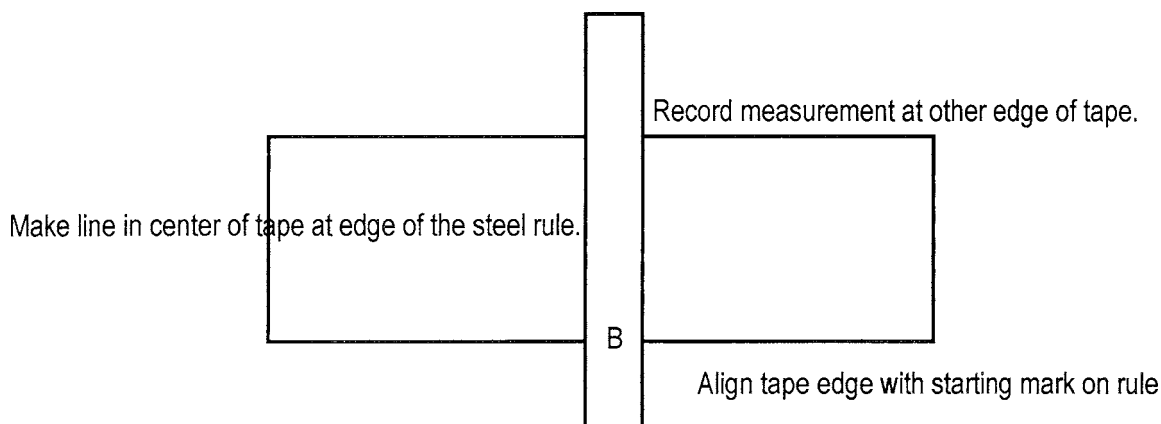 Record measurement at other edge of tape.
Make line in center of tape at edge of the steel rule.
B
Align tape edge with starting mark on rule